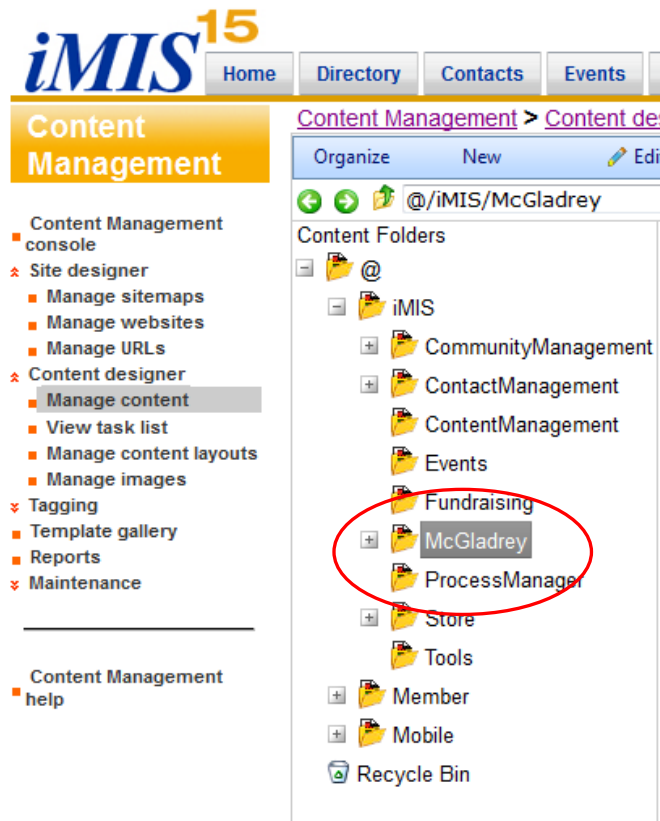 iMIS15
Home Directory Contacts Events
Content
Management
Content Management
console
Site designer
Manage sitemaps
Manage websites
Manage URLs
Content designer
Manage content
View task list
Manage content layouts
Manage images
Tagging
Template gallery
Reports
Maintenance
Content Management
help
Content Management > Content des
Organize New Edi
@/iMIS/McGladrey
Content Folders
@
iMIS
CommunityManagement
ContactManagement
ContentManagement
Events
Fundraising
McGladrey
ProcessManager
Store
Tools
Member
Mobile
Recycle Bin